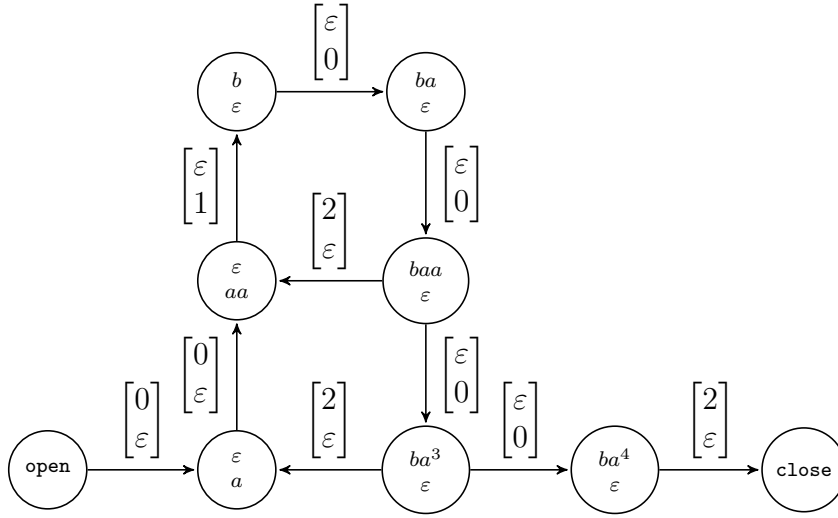 [ε 0]
b ε
ba ε
[ε 1]
[ε 0]
[2 ε]
ε aa
baa ε
[0 ε]
[ε 0]
[0 ε]
[2 ε]
[ε 0]
[2 ε]
open
ε a
ba³ ε
ba⁴ ε
close